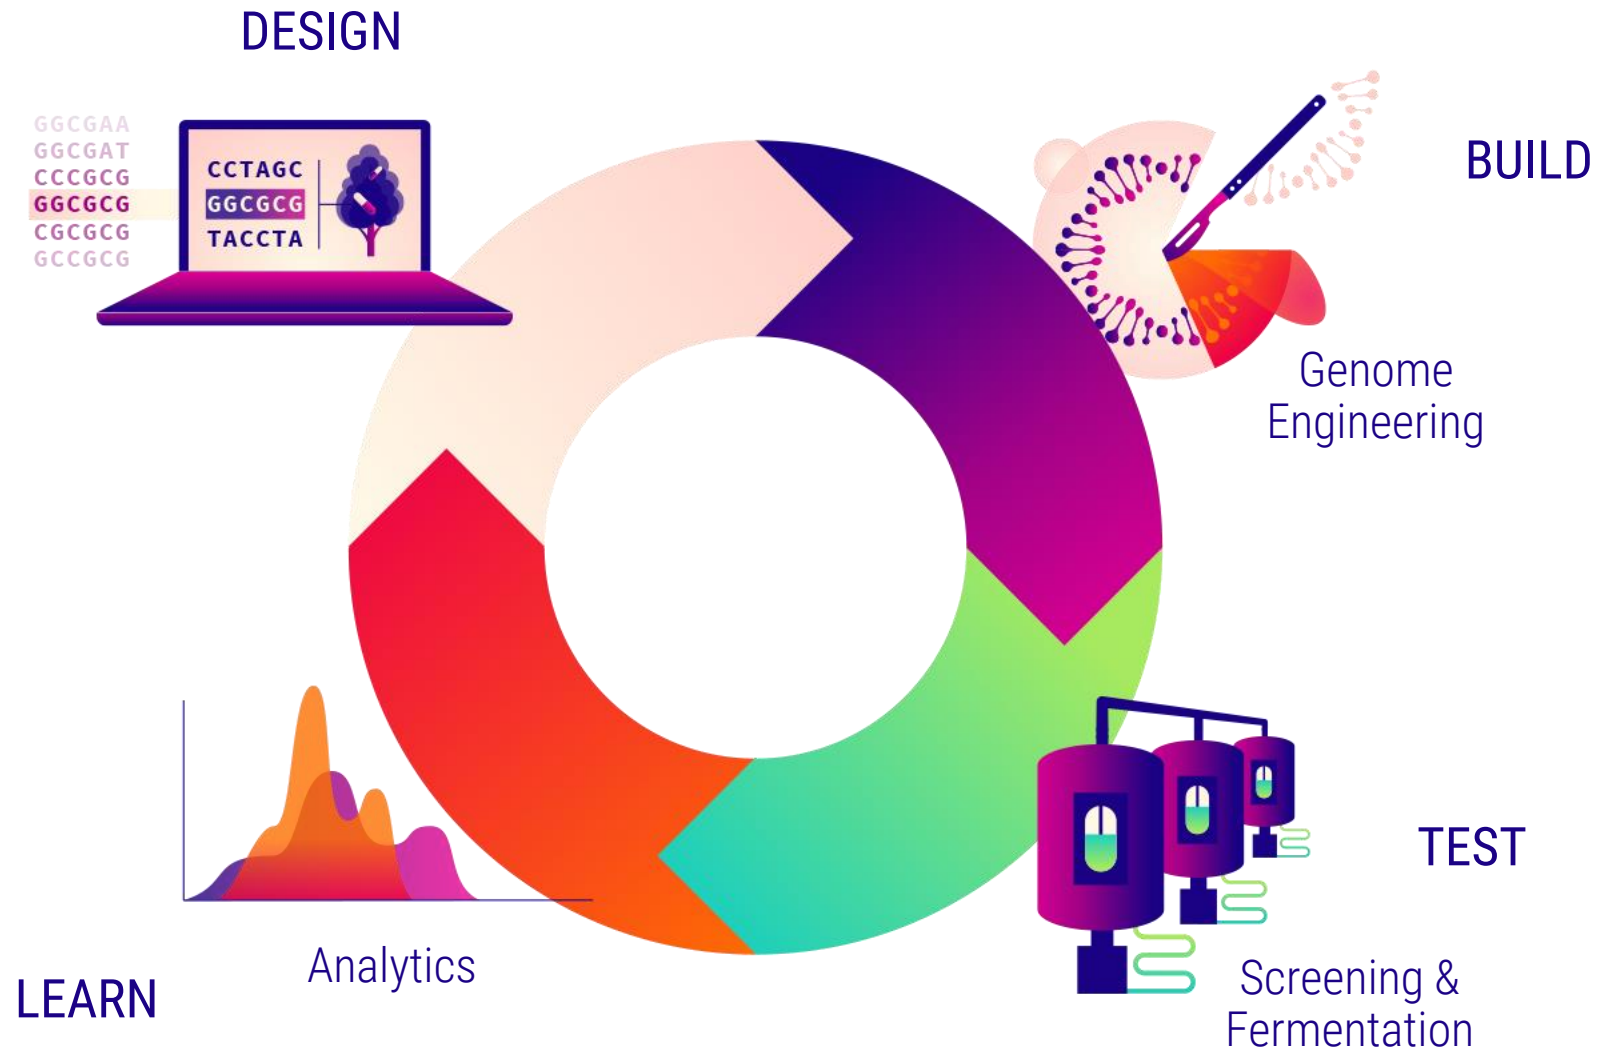 DESIGN
GGCGAA
GGCGAT
CCCGCG
GGCGCG
CGCGCG
GCCGCG
CCTAGC
GGCGCG
TACCTA
BUILD
Genome
Engineering
TEST
Screening &
Fermentation
Analytics
LEARN